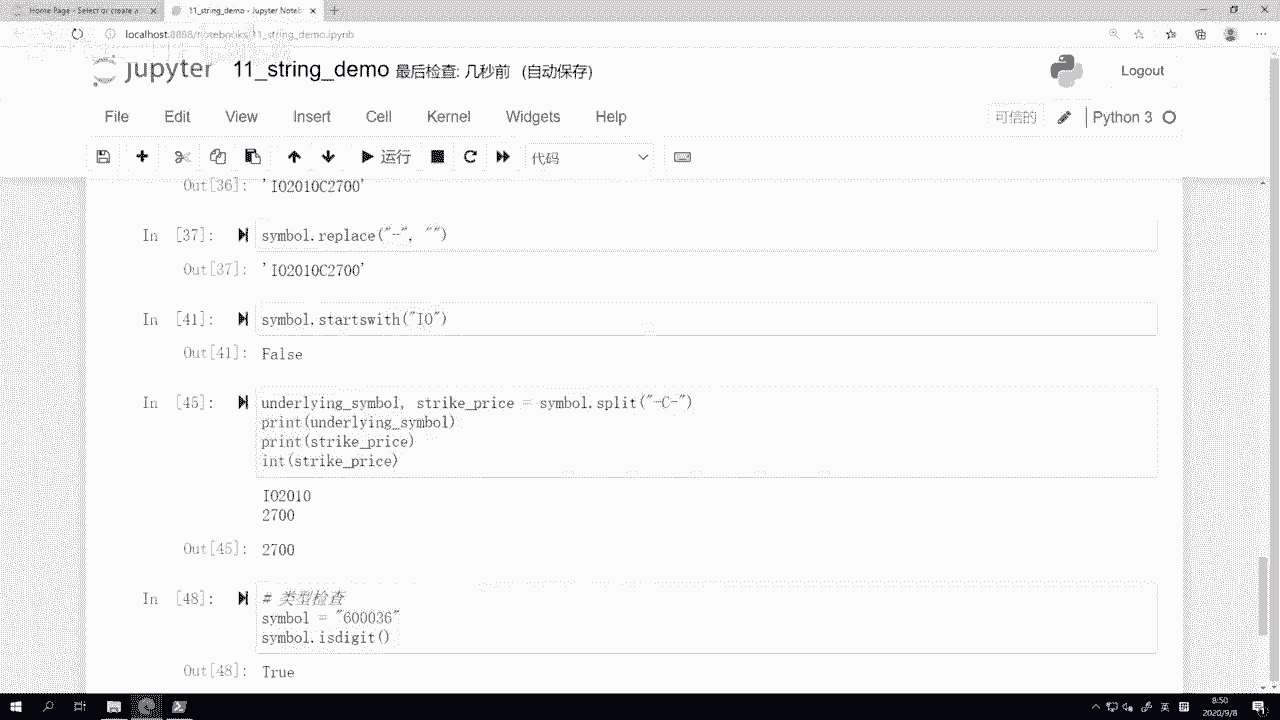 Home Page - Select or create a
11_string_demo - Jupyter Noteb
localhost:8888/notebooks/11_string_demo.ipynb
jupyter 11_string_demo 最后检查: 几秒前 (自动保存)
Logout
File Edit View Insert Cell Kernel Widgets Help
可信的 Python 3
运行 代码
Out[36]: 'IO2010C2700'
In [37]: symbol.replace("-", "")
Out[37]: 'IO2010C2700'
In [41]: symbol.startswith("IO")
Out[41]: False
In [45]: underlying_symbol, strike_price = symbol.split("-C-")
print(underlying_symbol)
print(strike_price)
int(strike_price)
IO2010
2700
Out[45]: 2700
In [48]: # 类型检查
symbol = "600036"
symbol.isdigit()
Out[48]: True
英
8:50
2020/9/8